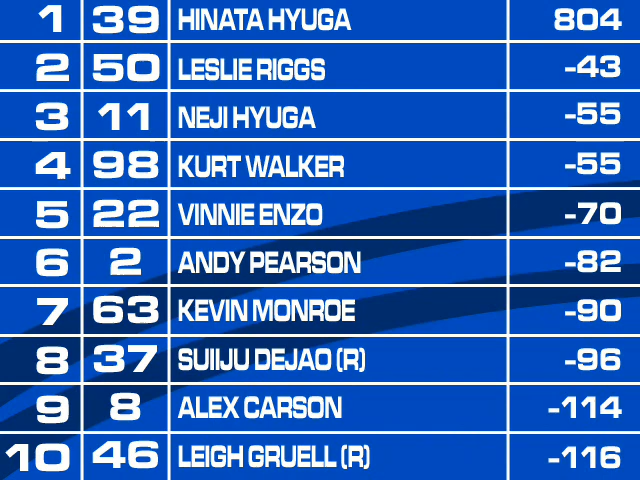 1 39 HINATA HYUGA 804
2 50 LESLIE RIGGS -43
3 11 NEJI HYUGA -55
4 98 KURT WALKER -55
5 22 VINNIE ENZO -70
6 2 ANDY PEARSON -82
7 63 KEVIN MONROE -90
8 37 SUIIJU DEJAO (R) -96
9 8 ALEX CARSON -114
10 46 LEIGH GRUELL (R) -116